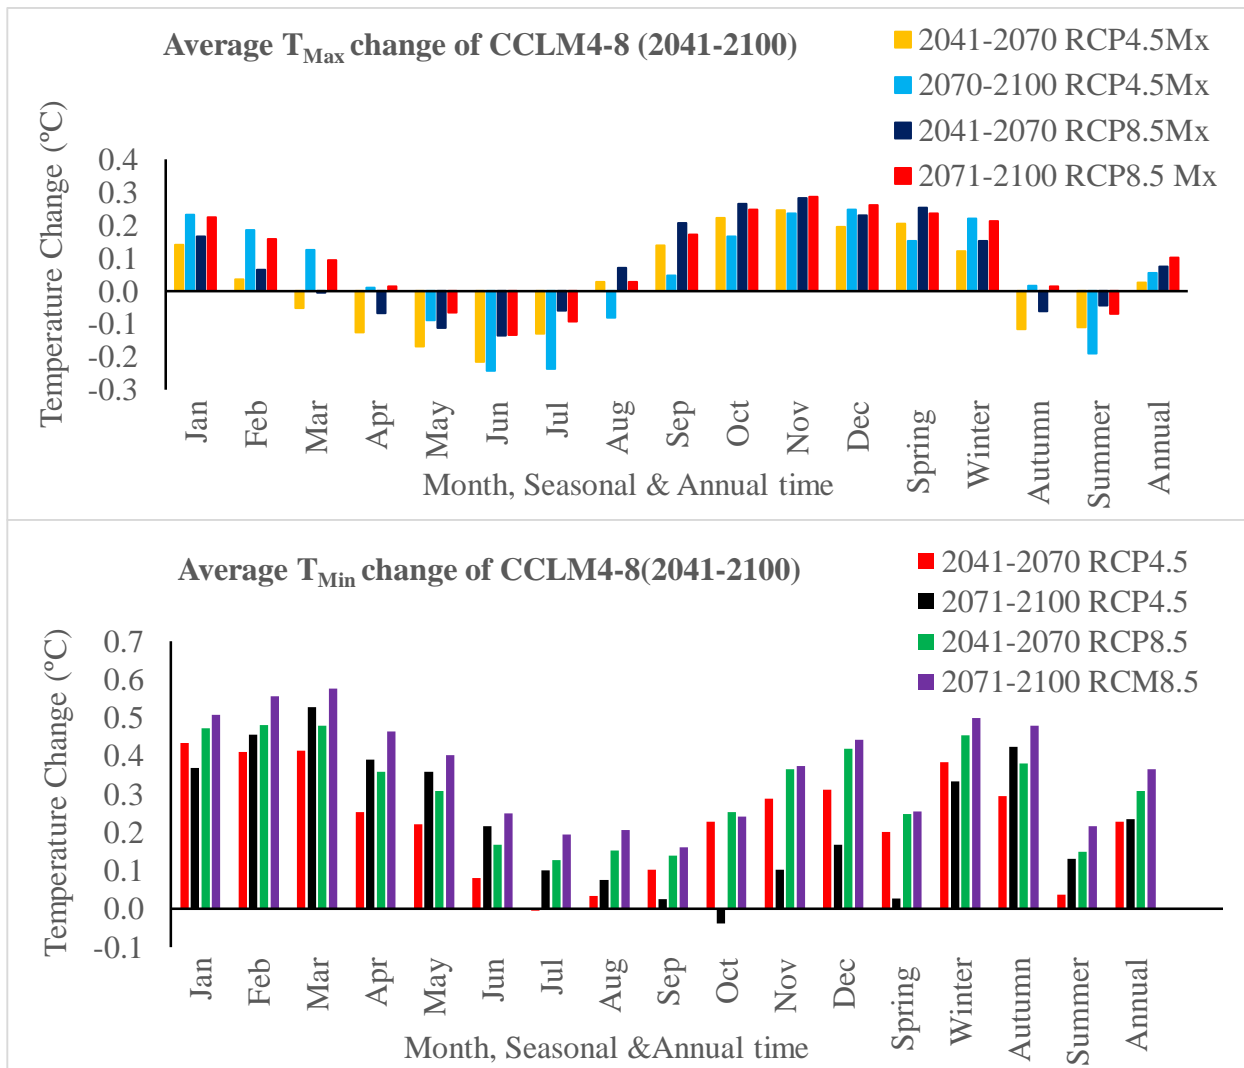 Average TMax change of CCLM4-8 (2041-2100)
2041-2070 RCP4.5Mx
2070-2100 RCP4.5Mx
2041-2070 RCP8.5Mx
2071-2100 RCP8.5 Mx
Temperature Change (ºC)
0.4
0.3
0.2
0.1
0.0
-0.1
-0.2
-0.3
Jan
Feb
Mar
Apr
May
Jun
Jul
Aug
Sep
Oct
Nov
Dec
Spring
Winter
Autumn
Summer
Annual
Month, Seasonal & Annual time
Average TMin change of CCLM4-8(2041-2100)
2041-2070 RCP4.5
2071-2100 RCP4.5
2041-2070 RCP8.5
2071-2100 RCM8.5
Temperature Change (ºC)
0.7
0.6
0.5
0.4
0.3
0.2
0.1
0.0
-0.1
Jan
Feb
Mar
Apr
May
Jun
Jul
Aug
Sep
Oct
Nov
Dec
Spring
Winter
Autumn
Summer
Annual
Month, Seasonal &Annual time